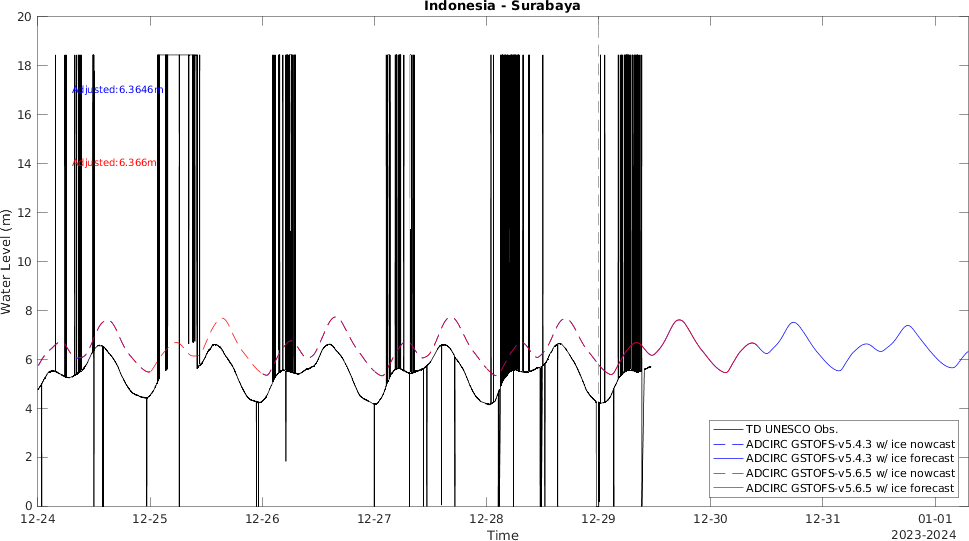 Indonesia - Surabaya
20
18
16
14
12
10
8
6
4
2
0
Water Level (m)
Adjusted:6.3646m
Adjusted:6.366m
TD UNESCO Obs.
ADCIRC GSTOFS-v5.4.3 w/ ice nowcast
ADCIRC GSTOFS-v5.4.3 w/ ice forecast
ADCIRC GSTOFS-v5.6.5 w/ ice nowcast
ADCIRC GSTOFS-v5.6.5 w/ ice forecast
12-24 12-25 12-26 12-27 12-28 12-29 12-30 12-31 01-01
Time
2023-2024